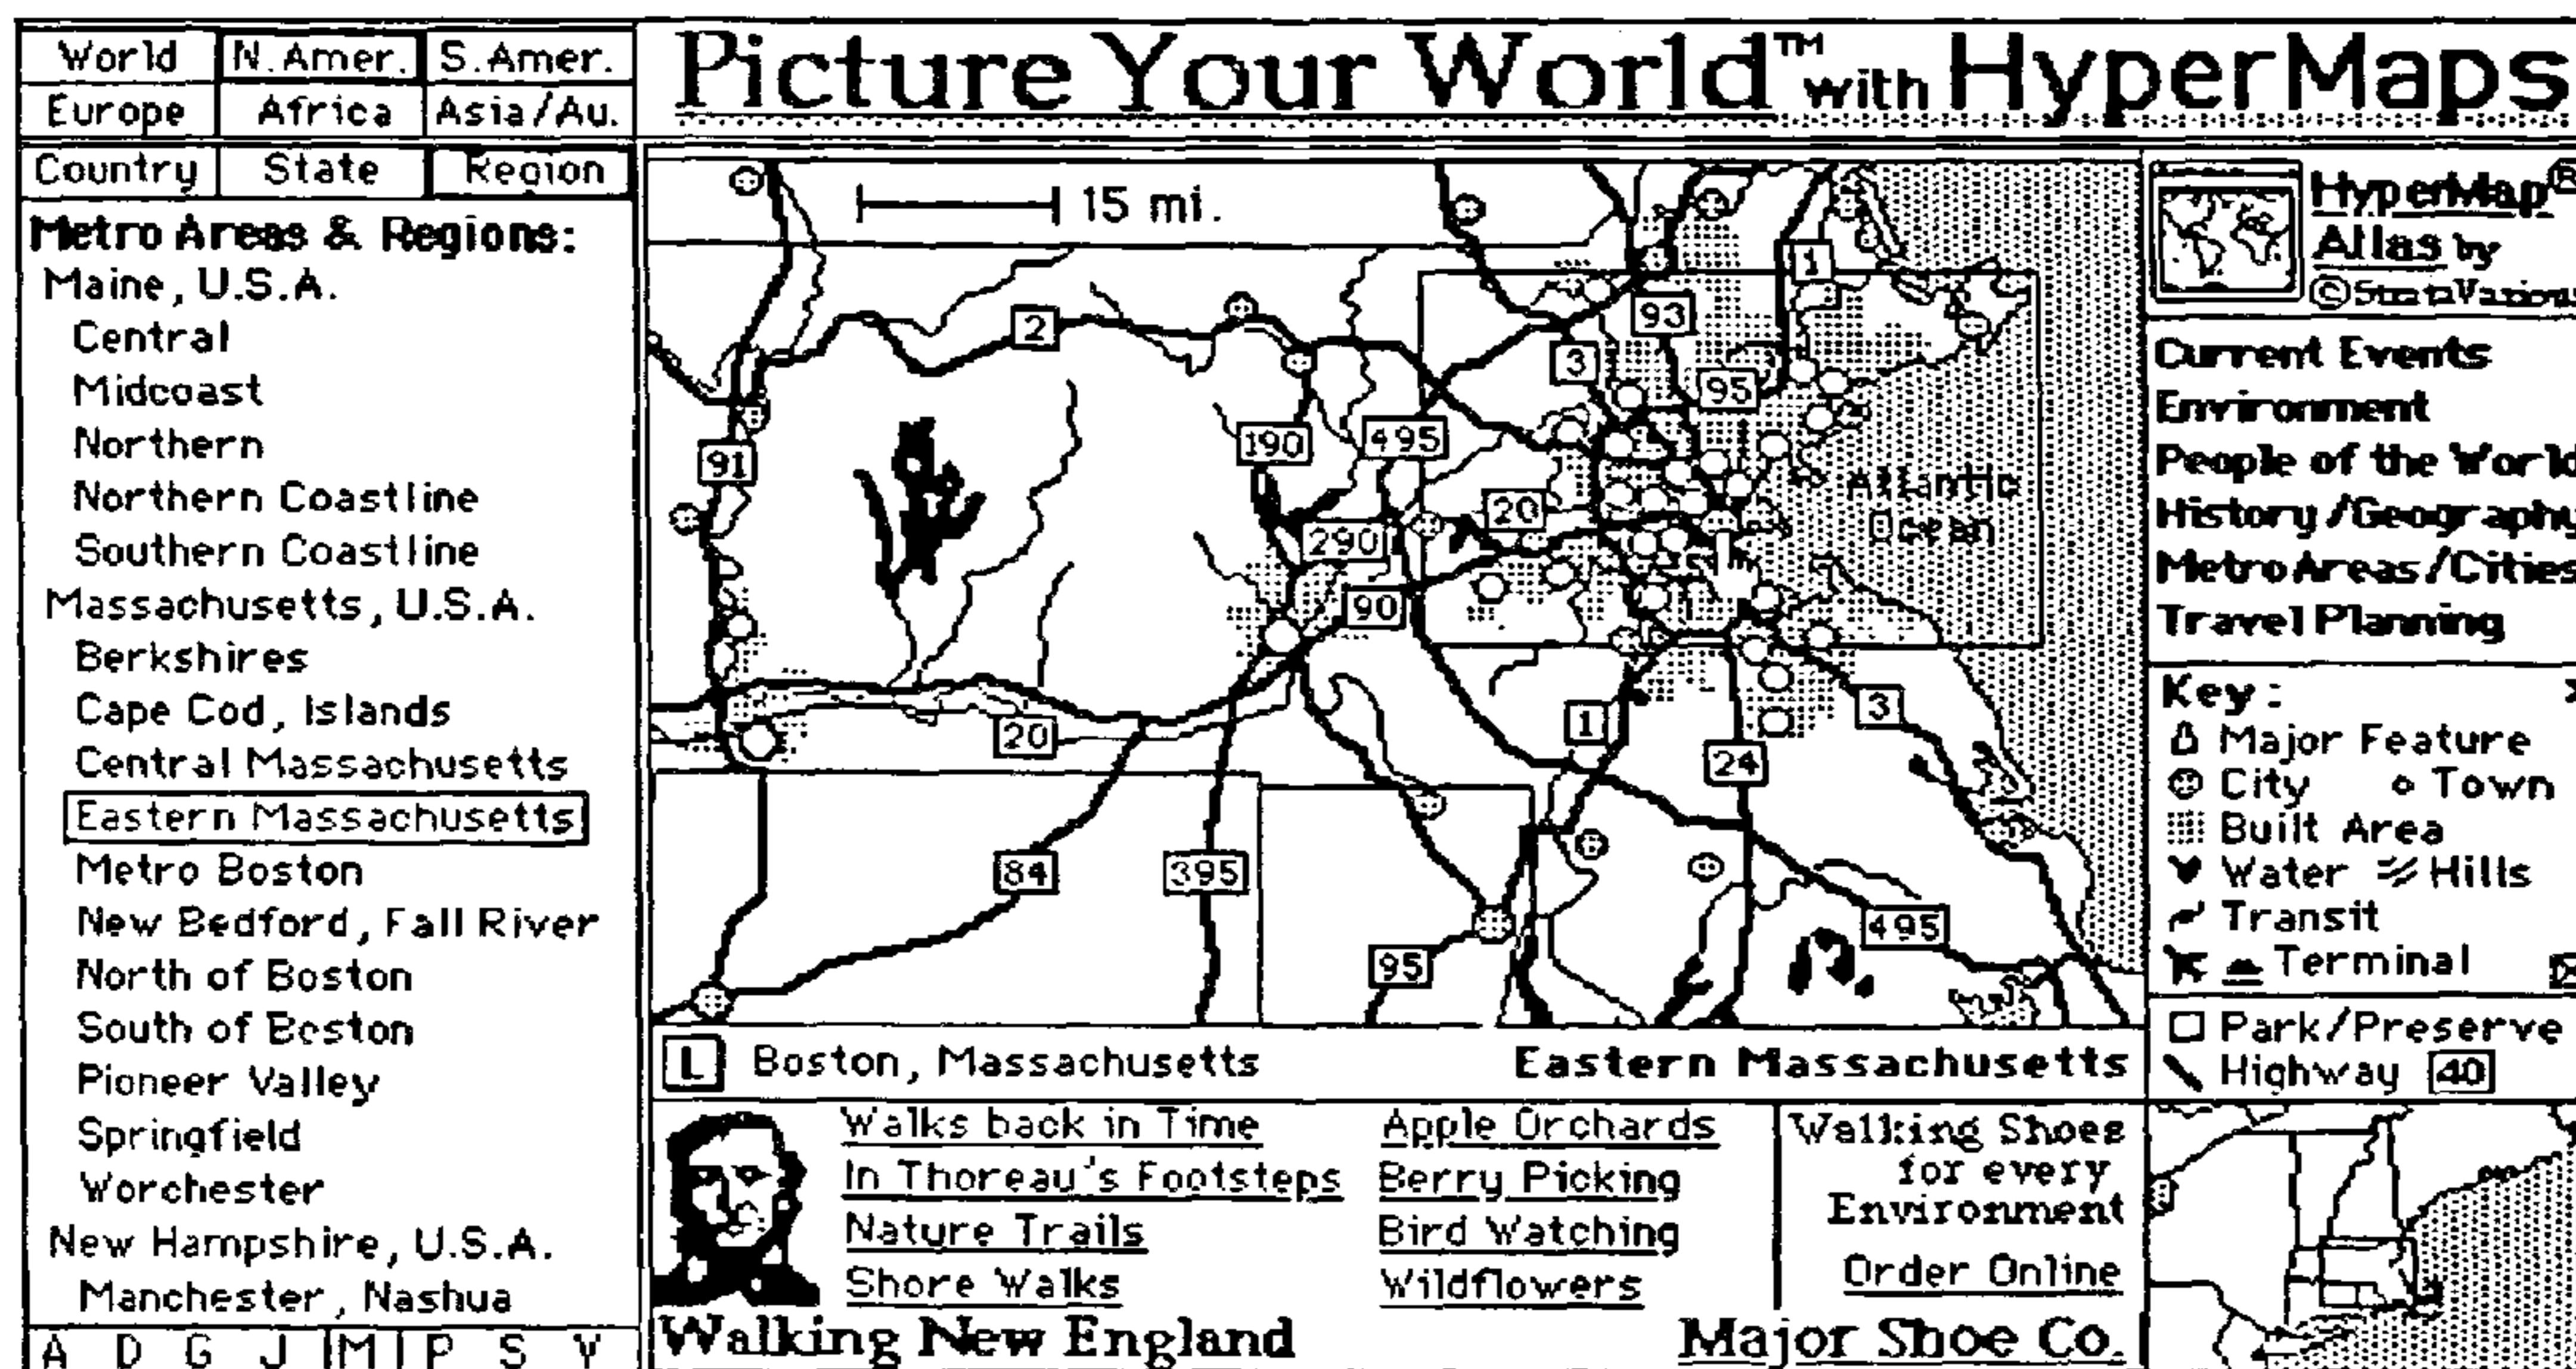 World N.Amer. S.Amer.
Europe Africa Asia/Au.
Country State Region
Metro Areas & Regions:
Maine, U.S.A.
Central
Midcoast
Northern
Northern Coastline
Southern Coastline
Massachusetts, U.S.A.
Berkshires
Cape Cod, Islands
Central Massachusetts
Eastern Massachusetts
Metro Boston
New Bedford, Fall River
North of Boston
South of Boston
Pioneer Valley
Springfield
Worchester
New Hampshire, U.S.A.
Manchester, Nashua
A D G J M P S V
Picture Your World™ with HyperMaps
15 mi.
1
2
93
3
95
91
190
495
Atlantic
Ocean
20
290
90
20
1
3
24
84
395
495
95
L Boston, Massachusetts Eastern Massachusetts
Walks back in Time
In Thoreau's Footsteps
Nature Trails
Shore Walks
Apple Orchards
Berry Picking
Bird Watching
Wildflowers
Walking Shoes
for every
Environment
Order Online
Walking New England
Major Shoe Co.
HyperMap®
Atlas by
©StrataVarious
Current Events
Environment
People of the World
History/Geography
Metro Areas/Cities
Travel Planning
Key:
Major Feature
City Town
Built Area
Water Hills
Transit
Terminal
Park/Preserve
Highway 40